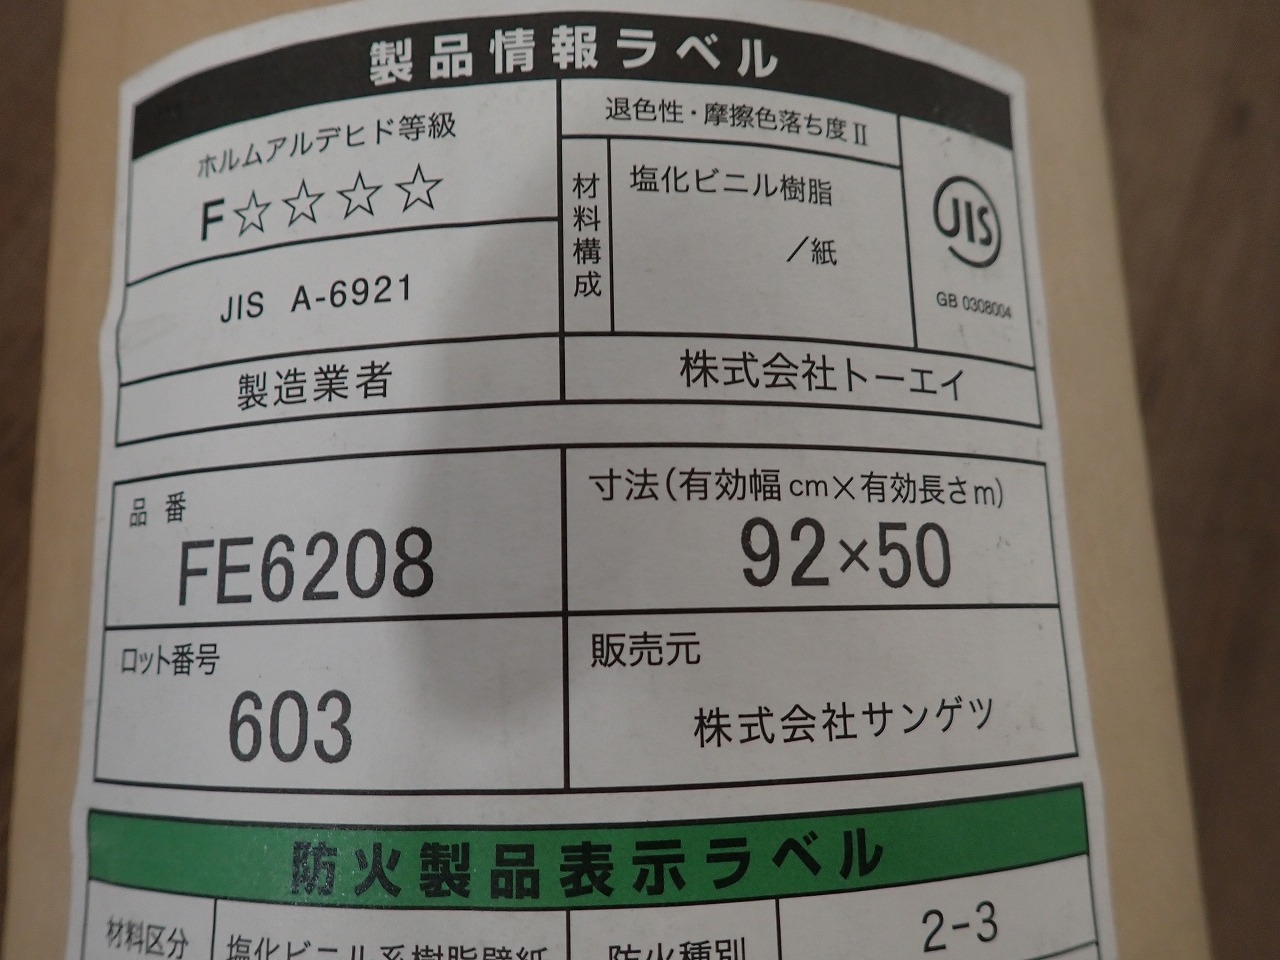 製品情報ラベル
ホルムアルデヒド等級
F☆☆☆☆
JIS A-6921
退色性・摩擦色落ち度Ⅱ
材料構成
塩化ビニル樹脂
/紙
JIS
GB 0308004
製造業者
株式会社トーエイ
品番
FE6208
寸法(有効幅cm×有効長さm)
92×50
ロット番号
603
販売元
株式会社サンゲツ
防火製品表示ラベル
材料区分
塩化ビニル系樹脂壁紙
防火種別
2-3